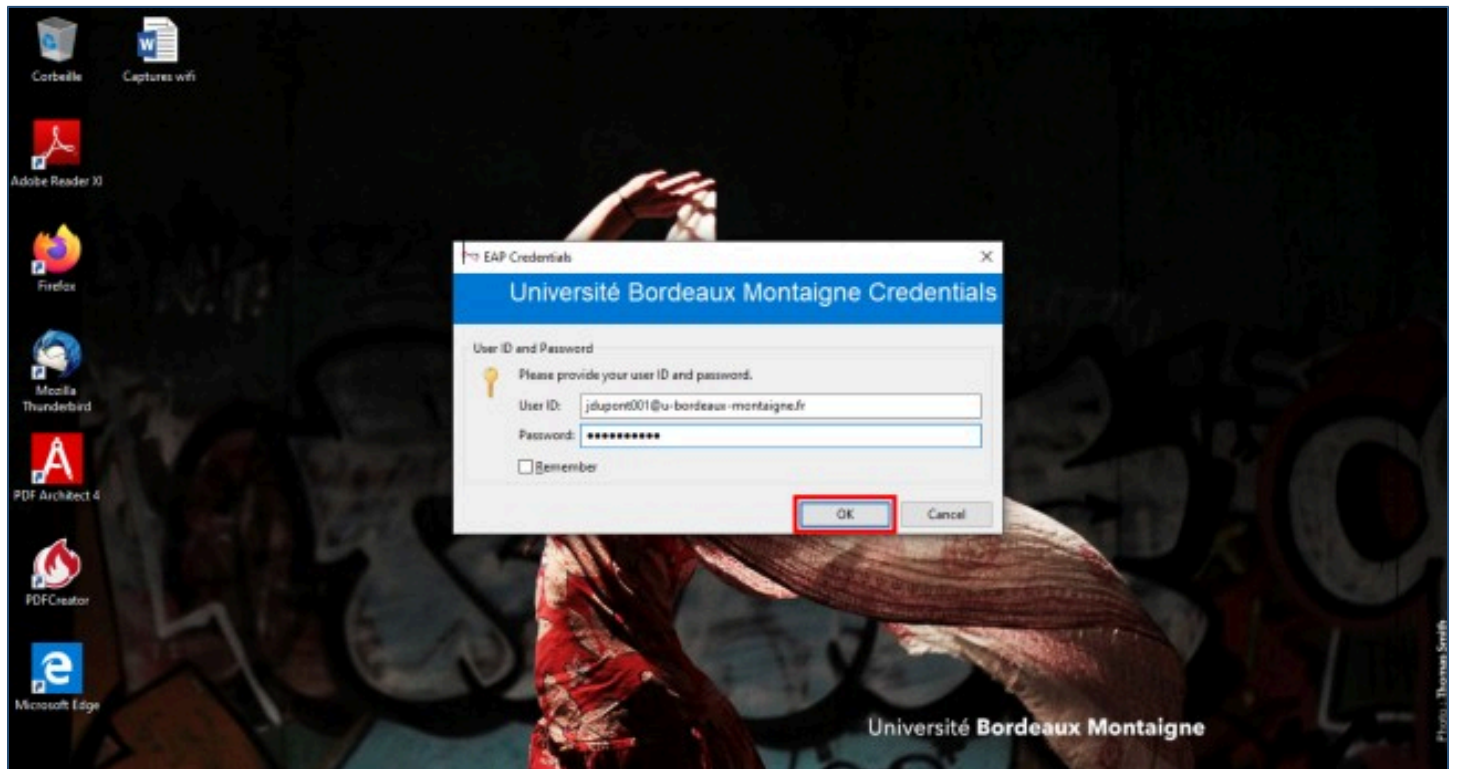 Corbeille
Captures wifi
Adobe Reader XI
Firefox
Mozilla
Thunderbird
PDF Architect 4
PDFCreator
Microsoft Edge
EAP Credentials
Université Bordeaux Montaigne Credentials
User ID and Password
Please provide your user ID and password.
User ID: jdupont001@u-bordeaux-montaigne.fr
Password: ●●●●●●●●●●
Remember
OK Cancel
Université Bordeaux Montaigne
Photo : Thomas Smith